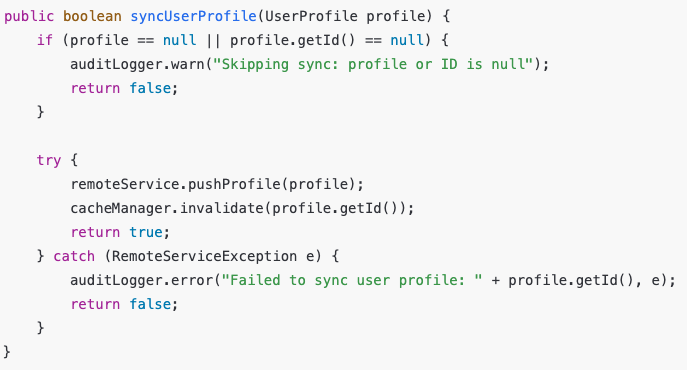 public boolean syncUserProfile(UserProfile profile) {
    if (profile == null || profile.getId() == null) {
        auditLogger.warn("Skipping sync: profile or ID is null");
        return false;
    }

    try {
        remoteService.pushProfile(profile);
        cacheManager.invalidate(profile.getId());
        return true;
    } catch (RemoteServiceException e) {
        auditLogger.error("Failed to sync user profile: " + profile.getId(), e);
        return false;
    }
}